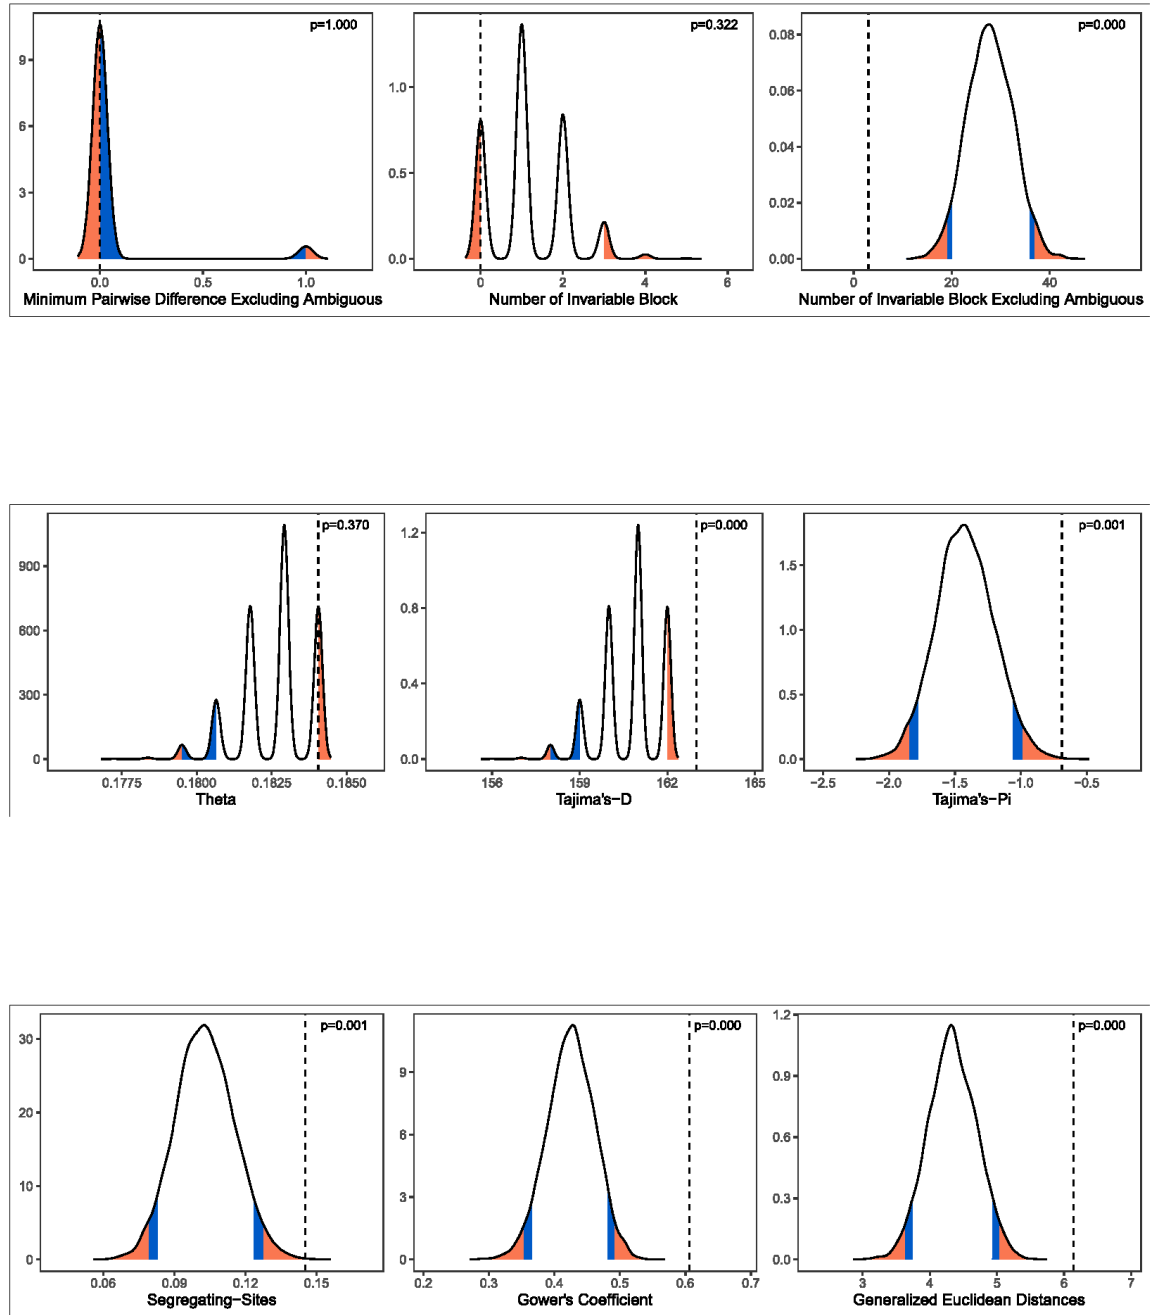 p=1.000
9
6
3
0
0.0 0.5 1.0
Minimum Pairwise Difference Excluding Ambiguous
p=0.322
1.0
0.5
0.0
0 2 4 6
Number of Invariable Block
p=0.000
0.08
0.06
0.04
0.02
0.00
0 20 40
Number of Invariable Block Excluding Ambiguous
p=0.370
900
600
300
0
0.1775 0.1800 0.1825 0.1850
Theta
p=0.000
1.2
0.8
0.4
0.0
156 159 162 165
Tajima's−D
p=0.001
1.5
1.0
0.5
0.0
−2.5 −2.0 −1.5 −1.0 −0.5
Tajima's−Pi
p=0.001
30
20
10
0
0.06 0.09 0.12 0.15
Segregating−Sites
p=0.000
9
6
3
0
0.2 0.3 0.4 0.5 0.6 0.7
Gower's Coefficient
p=0.000
1.2
0.9
0.6
0.3
0.0
3 4 5 6 7
Generalized Euclidean Distances